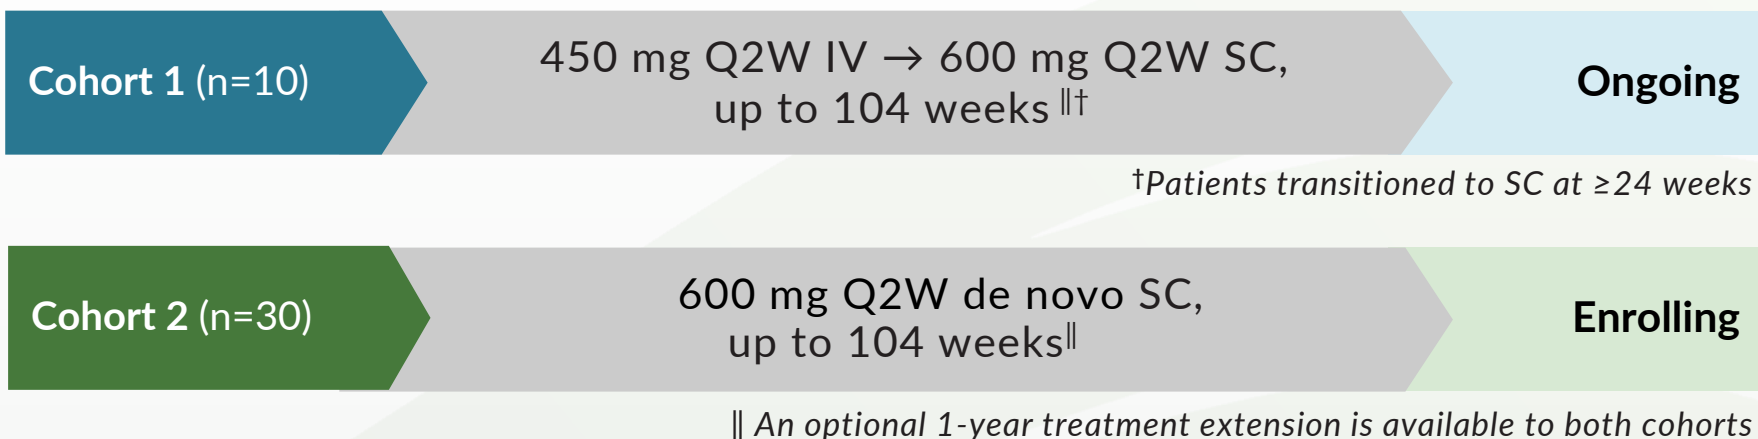 Cohort 1 (n=10)
450 mg Q2W IV → 600 mg Q2W SC,
up to 104 weeks ‖†
Ongoing
†Patients transitioned to SC at ≥24 weeks
Cohort 2 (n=30)
600 mg Q2W de novo SC,
up to 104 weeks‖
Enrolling
‖ An optional 1-year treatment extension is available to both cohorts